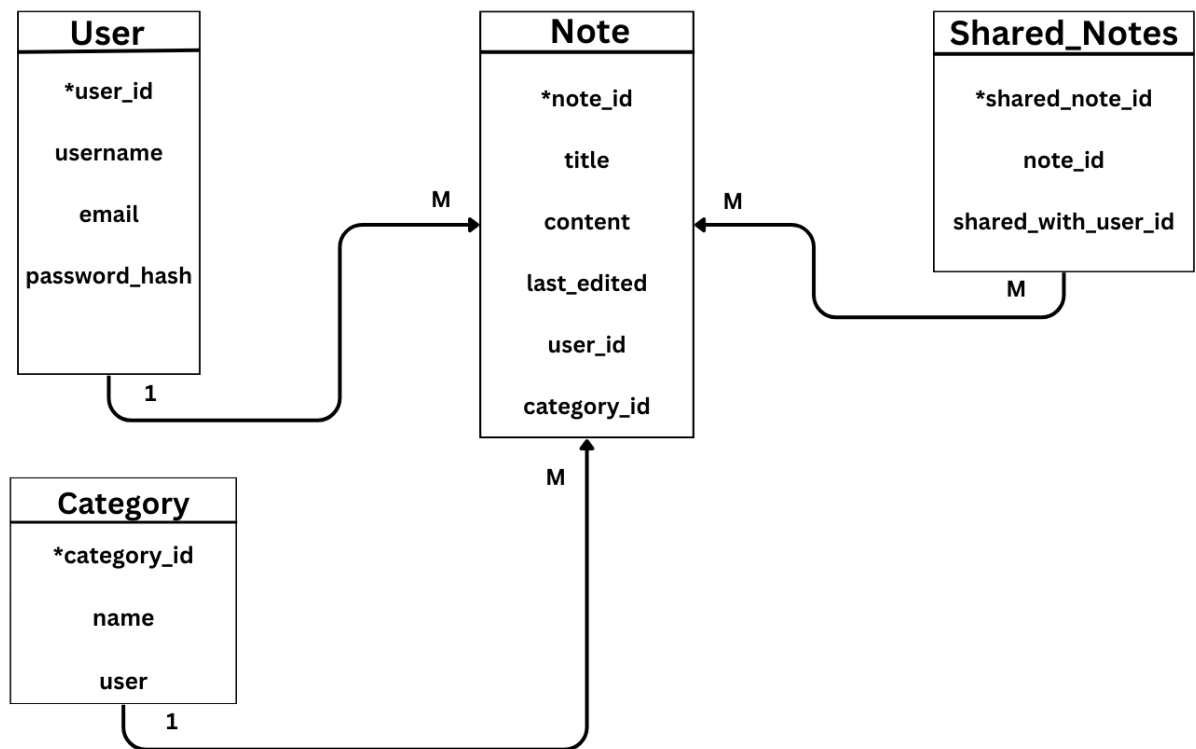 User
*user_id
username
email
password_hash
1
M
Note
*note_id
title
content
last_edited
user_id
category_id
M
M
Shared_Notes
*shared_note_id
note_id
shared_with_user_id
M
Category
*category_id
name
user
1